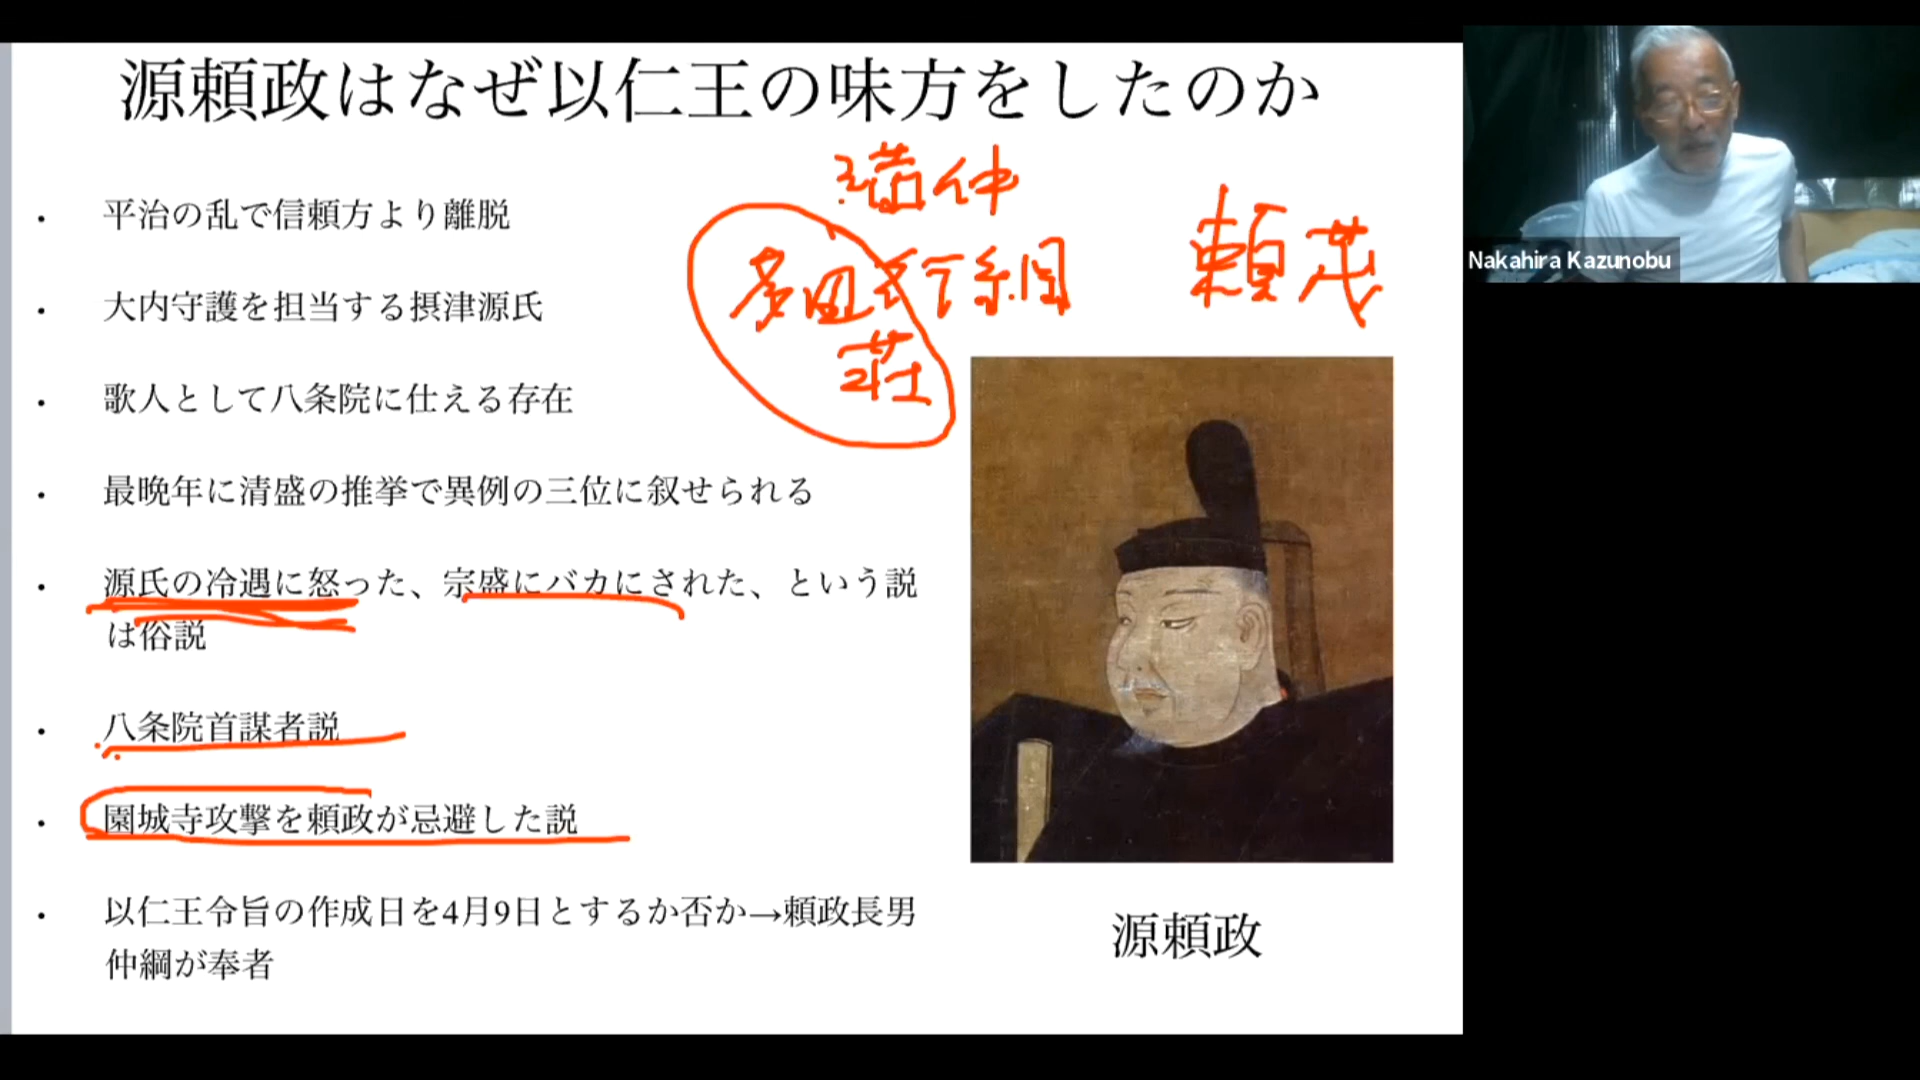 源頼政はなぜ以仁王の味方をしたのか
満仲
多田行綱
荘
頼茂
• 平治の乱で信頼方より離脱
• 大内守護を担当する摂津源氏
• 歌人として八条院に仕える存在
• 最晩年に清盛の推挙で異例の三位に叙せられる
• 源氏の冷遇に怒った、宗盛にバカにされた、という説
は俗説
• 八条院首謀者説
• 園城寺攻撃を頼政が忌避した説
• 以仁王令旨の作成日を4月9日とするか否か→頼政長男
仲綱が奉者
源頼政
Nakahira Kazunobu